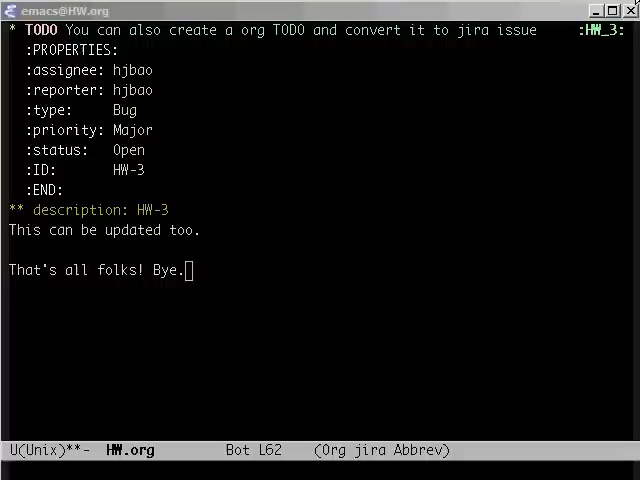 emacs@HW.org
* TODO You can also create a org TODO and convert it to jira issue :HW_3:
:PROPERTIES:
:assignee: hjbao
:reporter: hjbao
:type: Bug
:priority: Major
:status: Open
:ID: HW-3
:END:
** description: HW-3
This can be updated too.
That's all folks! Bye.
U(Unix)**- HW.org Bot L62 (Org jira Abbrev)